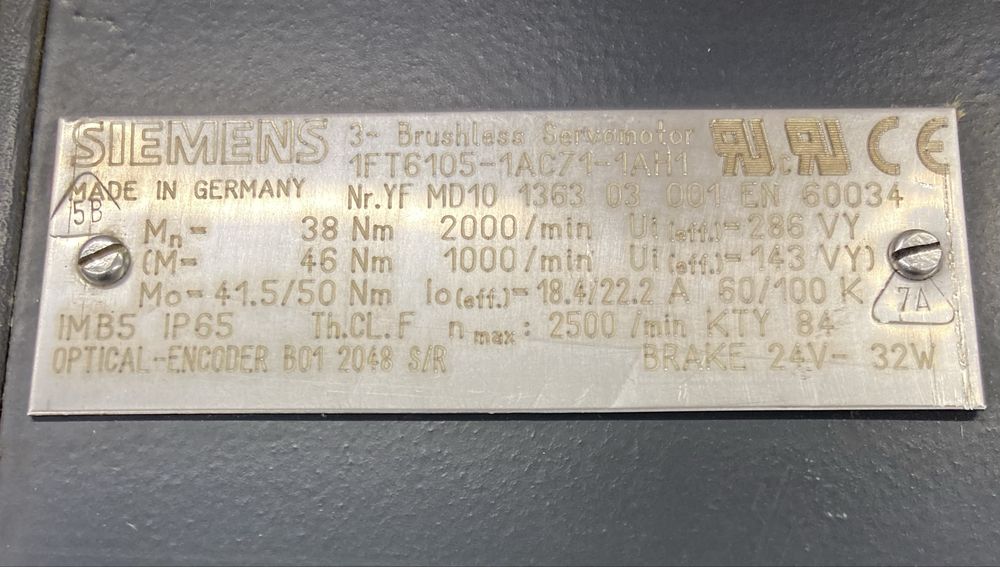 SIEMENS 3~ Brushless Servomotor
1FT6105-1AC71-1AH1
MADE IN GERMANY Nr.YF MD10 1363 03 001 EN 60034
15B
Mn= 38 Nm 2000/min Ui(eff.)=286 VY
(M= 46 Nm 1000/min Ui(eff.)=143 VY)
Mo=41.5/50 Nm Io(eff.)=18.4/22.2 A 60/100 K
7A
IMB5 IP65 Th.CL.F n max: 2500 /min KTY 84
OPTICAL-ENCODER B01 2048 S/R BRAKE 24V- 32W